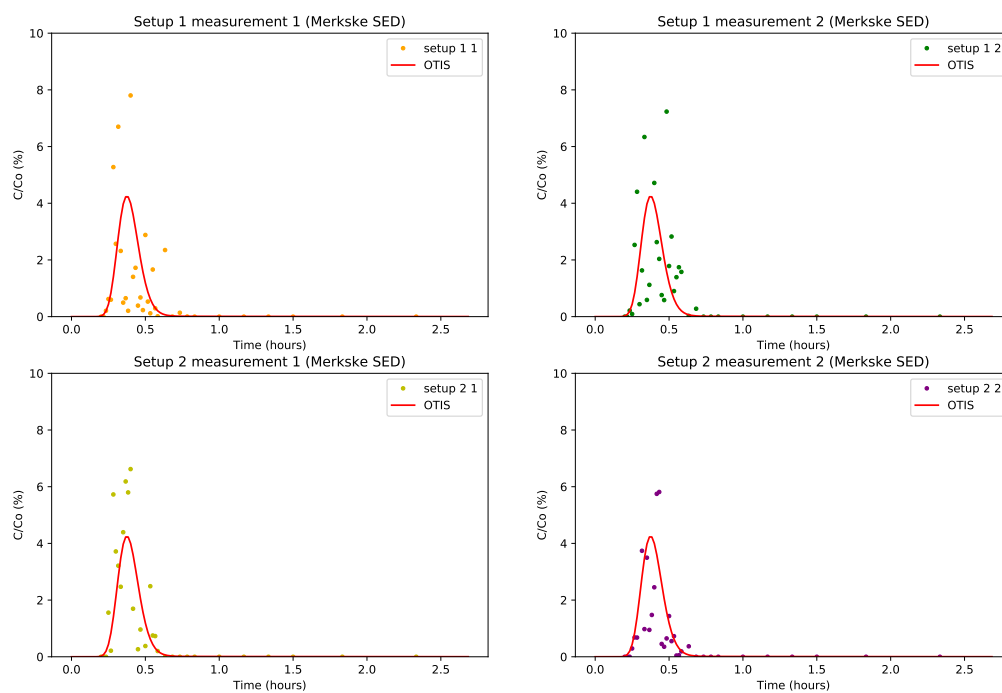 Setup 1 measurement 1 (Merkske SED)
10
8
6
4
2
0
C/Co (%)
setup 1 1
OTIS
0.0 0.5 1.0 1.5 2.0 2.5
Time (hours)
Setup 1 measurement 2 (Merkske SED)
10
8
6
4
2
0
C/Co (%)
setup 1 2
OTIS
0.0 0.5 1.0 1.5 2.0 2.5
Time (hours)
Setup 2 measurement 1 (Merkske SED)
10
8
6
4
2
0
C/Co (%)
setup 2 1
OTIS
0.0 0.5 1.0 1.5 2.0 2.5
Time (hours)
Setup 2 measurement 2 (Merkske SED)
10
8
6
4
2
0
C/Co (%)
setup 2 2
OTIS
0.0 0.5 1.0 1.5 2.0 2.5
Time (hours)